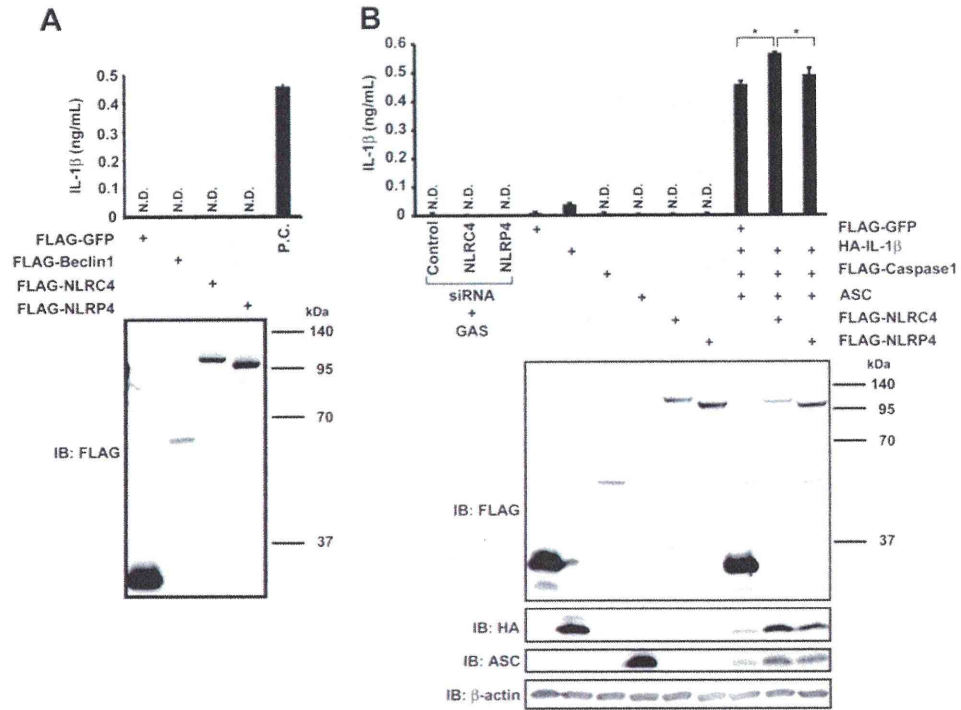 A
IL-1β (ng/mL)
0.5
0.4
0.3
0.2
0.1
0
N.D.
N.D.
N.D.
N.D.
P.C.
FLAG-GFP +
FLAG-Beclin1 +
FLAG-NLRC4 +
FLAG-NLRP4 +
kDa
140
95
70
37
IB: FLAG
B
IL-1β (ng/mL)
0.6
0.5
0.4
0.3
0.2
0.1
0
N.D.
N.D.
N.D.
N.D.
N.D.
N.D.
N.D.
*
*
Control
NLRC4
NLRP4
siRNA
+
GAS
+ + FLAG-GFP
+ + + + HA-IL-1β
+ + + + FLAG-Caspase1
+ + + + ASC
+ + FLAG-NLRC4
+ + FLAG-NLRP4
kDa
140
95
70
37
IB: FLAG
IB: HA
IB: ASC
IB: β-actin